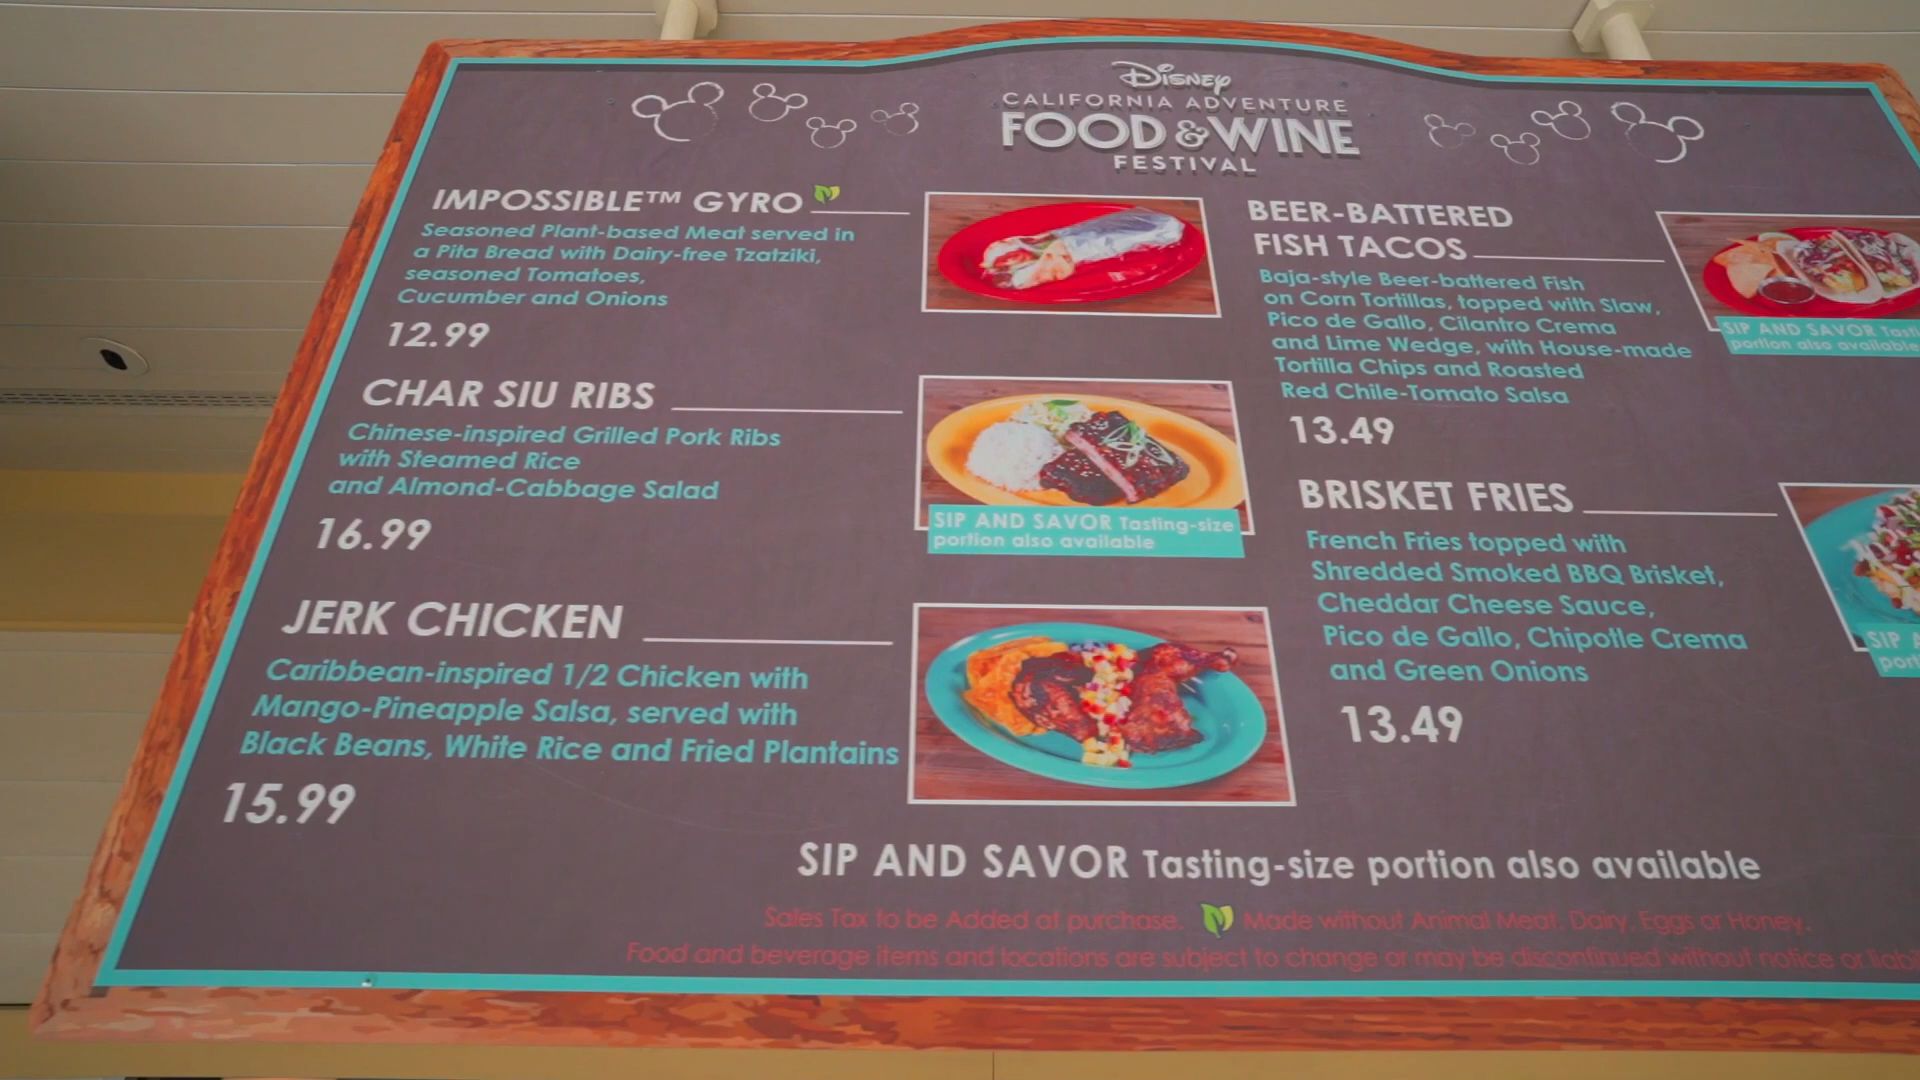 Disney
CALIFORNIA ADVENTURE
FOOD & WINE
FESTIVAL
IMPOSSIBLE™ GYRO
Seasoned Plant-based Meat served in
a Pita Bread with Dairy-free Tzatziki,
seasoned Tomatoes,
Cucumber and Onions
12.99
CHAR SIU RIBS
Chinese-inspired Grilled Pork Ribs
with Steamed Rice
and Almond-Cabbage Salad
16.99
SIP AND SAVOR Tasting-size
portion also available
JERK CHICKEN
Caribbean-inspired 1/2 Chicken with
Mango-Pineapple Salsa, served with
Black Beans, White Rice and Fried Plantains
15.99
BEER-BATTERED
FISH TACOS
Baja-style Beer-battered Fish
on Corn Tortillas, topped with Slaw,
Pico de Gallo, Cilantro Crema
and Lime Wedge, with House-made
Tortilla Chips and Roasted
Red Chile-Tomato Salsa
13.49
SIP AND SAVOR
portion also available
BRISKET FRIES
French Fries topped with
Shredded Smoked BBQ Brisket,
Cheddar Cheese Sauce,
Pico de Gallo, Chipotle Crema
and Green Onions
13.49
SIP
SIP AND SAVOR Tasting-size portion also available
Sales Tax to be Added at purchase. Made without Animal Meat, Dairy, Eggs or Honey.
Food and beverage items and locations are subject to change or may be discontinued without notice or